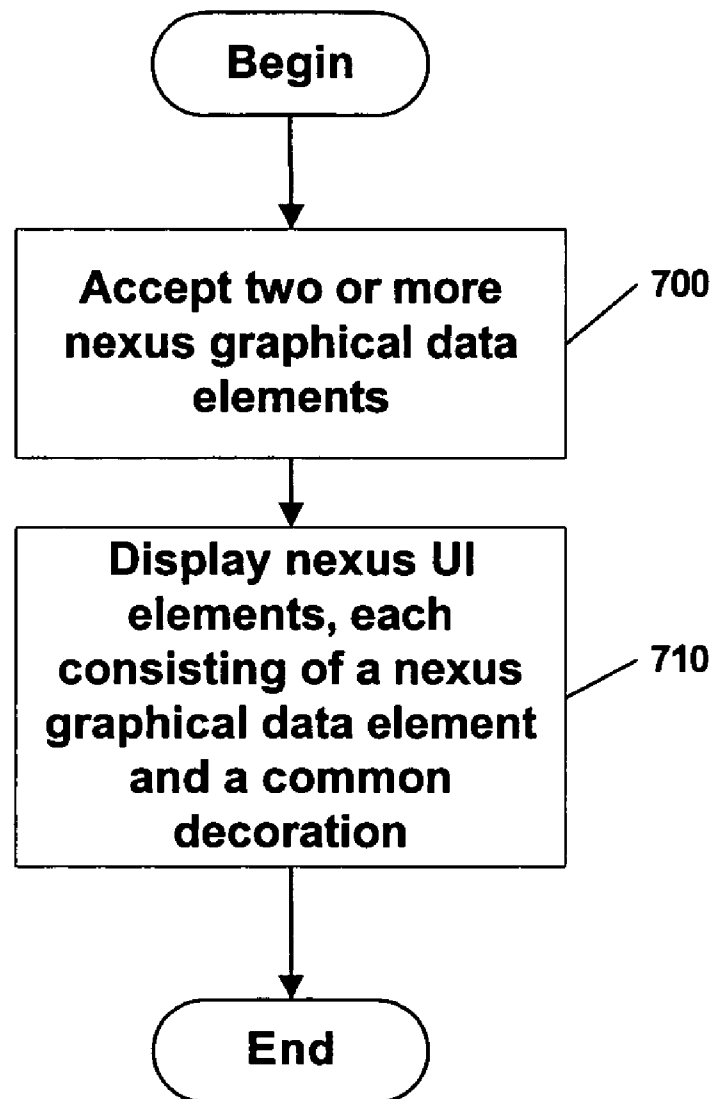 Begin
Accept two or more
nexus graphical data
elements
700
Display nexus UI
elements, each
consisting of a nexus
graphical data element
and a common
decoration
710
End